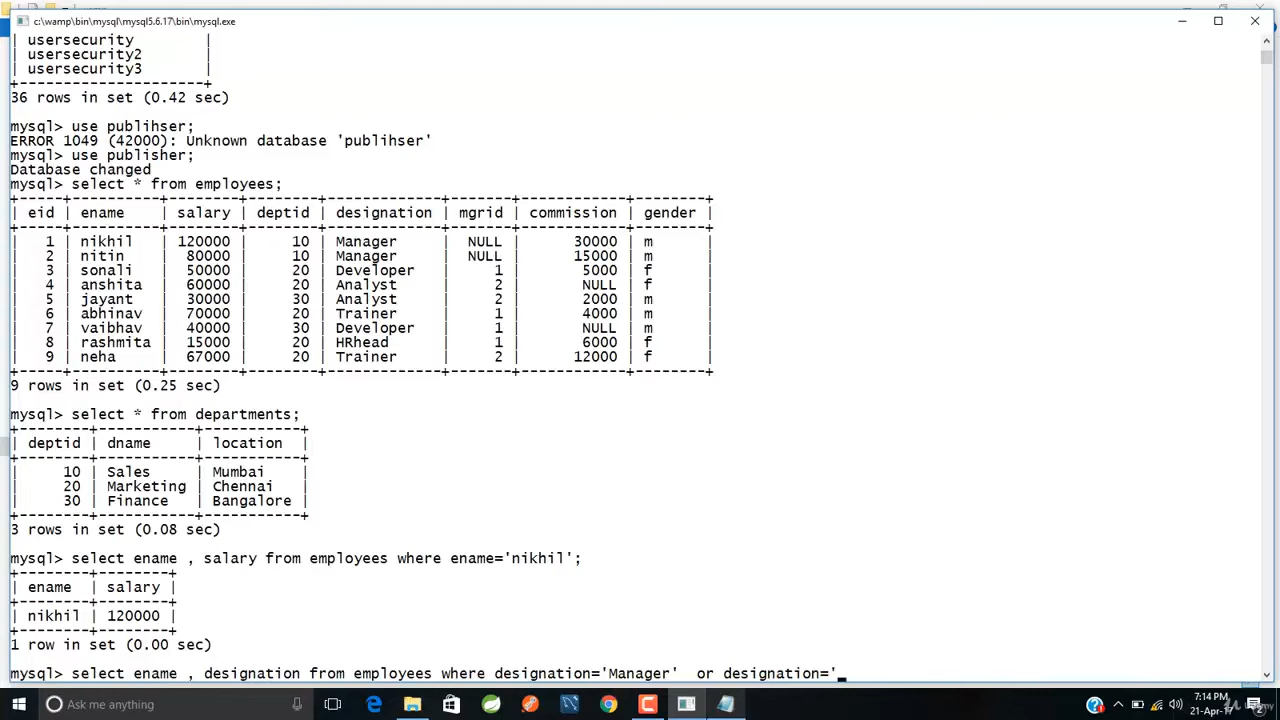 c:\wamp\bin\mysql\mysql5.6.17\bin\mysql.exe
| usersecurity        |
| usersecurity2       |
| usersecurity3       |
+---------------------+
36 rows in set (0.42 sec)
mysql> use publihser;
ERROR 1049 (42000): Unknown database 'publihser'
mysql> use publisher;
Database changed
mysql> select * from employees;
+-----+----------+--------+--------+-------------+-------+------------+--------+
| eid | ename    | salary | deptid | designation | mgrid | commission | gender |
+-----+----------+--------+--------+-------------+-------+------------+--------+
|   1 | nikhil   | 120000 |     10 | Manager     |  NULL |      30000 | m      |
|   2 | nitin    |  80000 |     10 | Manager     |  NULL |      15000 | m      |
|   3 | sonali   |  50000 |     20 | Developer   |     1 |       5000 | f      |
|   4 | anshita  |  60000 |     20 | Analyst     |     2 |       NULL | f      |
|   5 | jayant   |  30000 |     30 | Analyst     |     2 |       2000 | m      |
|   6 | abhinav  |  70000 |     20 | Trainer     |     1 |       4000 | m      |
|   7 | vaibhav  |  40000 |     30 | Developer   |     1 |       NULL | m      |
|   8 | rashmita |  15000 |     20 | HRhead      |     1 |       6000 | f      |
|   9 | neha     |  67000 |     20 | Trainer     |     2 |      12000 | f      |
+-----+----------+--------+--------+-------------+-------+------------+--------+
9 rows in set (0.25 sec)
mysql> select * from departments;
+--------+-----------+-----------+
| deptid | dname     | location  |
+--------+-----------+-----------+
|     10 | Sales     | Mumbai    |
|     20 | Marketing | Chennai   |
|     30 | Finance   | Bangalore |
+--------+-----------+-----------+
3 rows in set (0.08 sec)
mysql> select ename , salary from employees where ename='nikhil';
+--------+--------+
| ename  | salary |
+--------+--------+
| nikhil | 120000 |
+--------+--------+
1 row in set (0.00 sec)
mysql> select ename , designation from employees where designation='Manager'  or designation='_
Ask me anything
7:14 PM